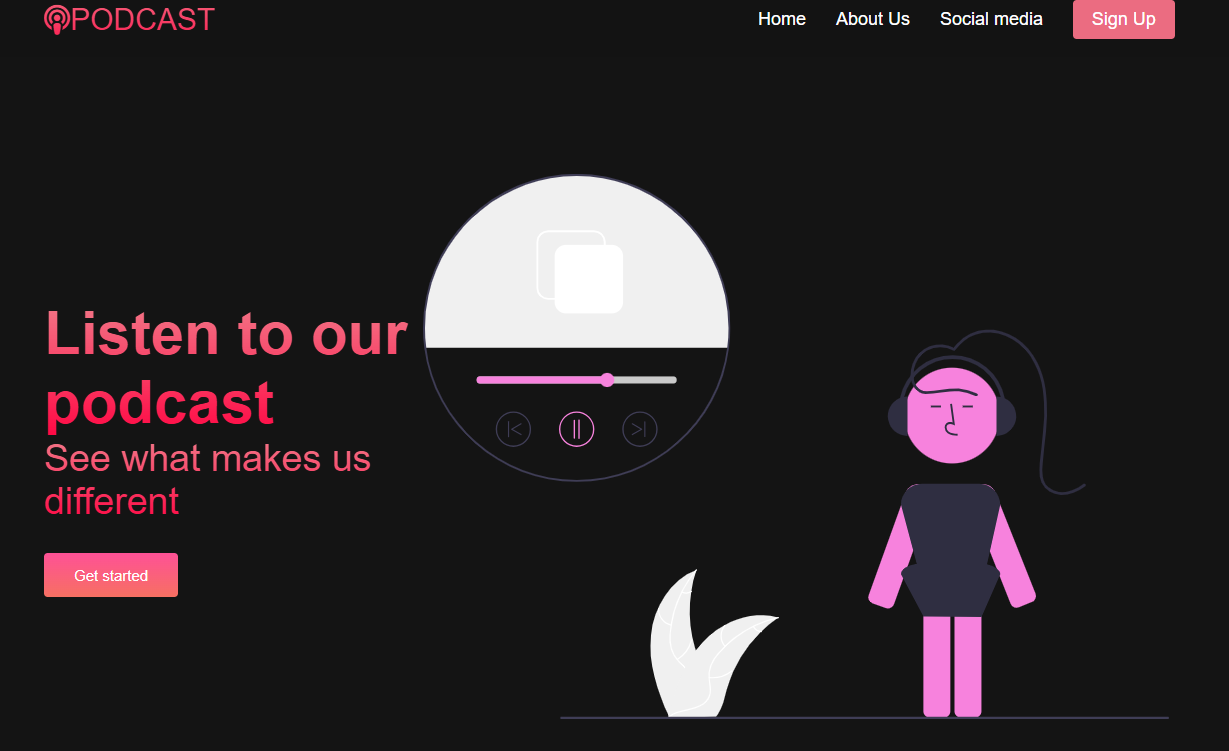 PODCAST
Home
About Us
Social media
Sign Up
Listen to our
podcast
See what makes us
different
Get started